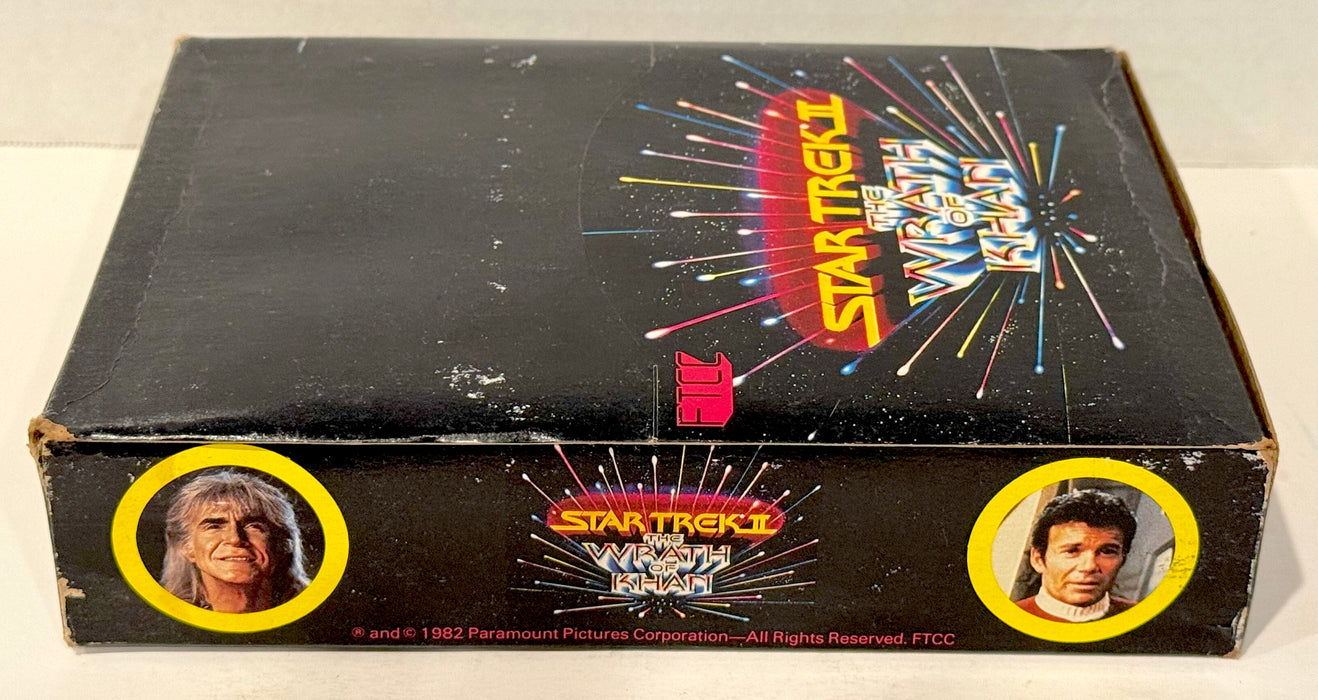 STAR TREK II
THE
WRATH
OF
KHAN
FTCC
STAR TREK II
THE
WRATH
OF
KHAN
® and © 1982 Paramount Pictures Corporation—All Rights Reserved. FTCC